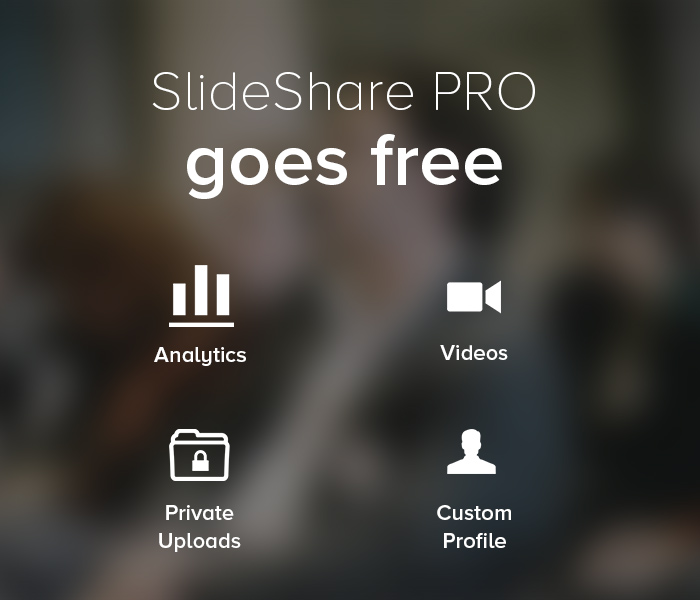 SlideShare PRO
goes free
Analytics
Videos
Private
Uploads
Custom
Profile